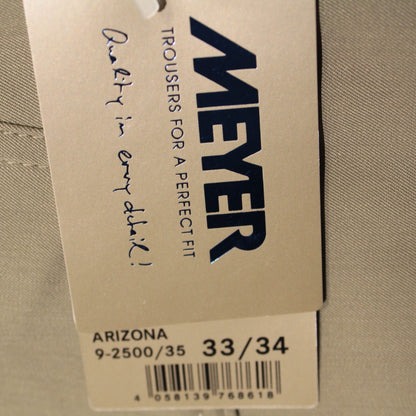 MEYER
TROUSERS FOR A PERFECT FIT
Quality in every detail!
ARIZONA
9-2500/35 33/34
4 058139 768618